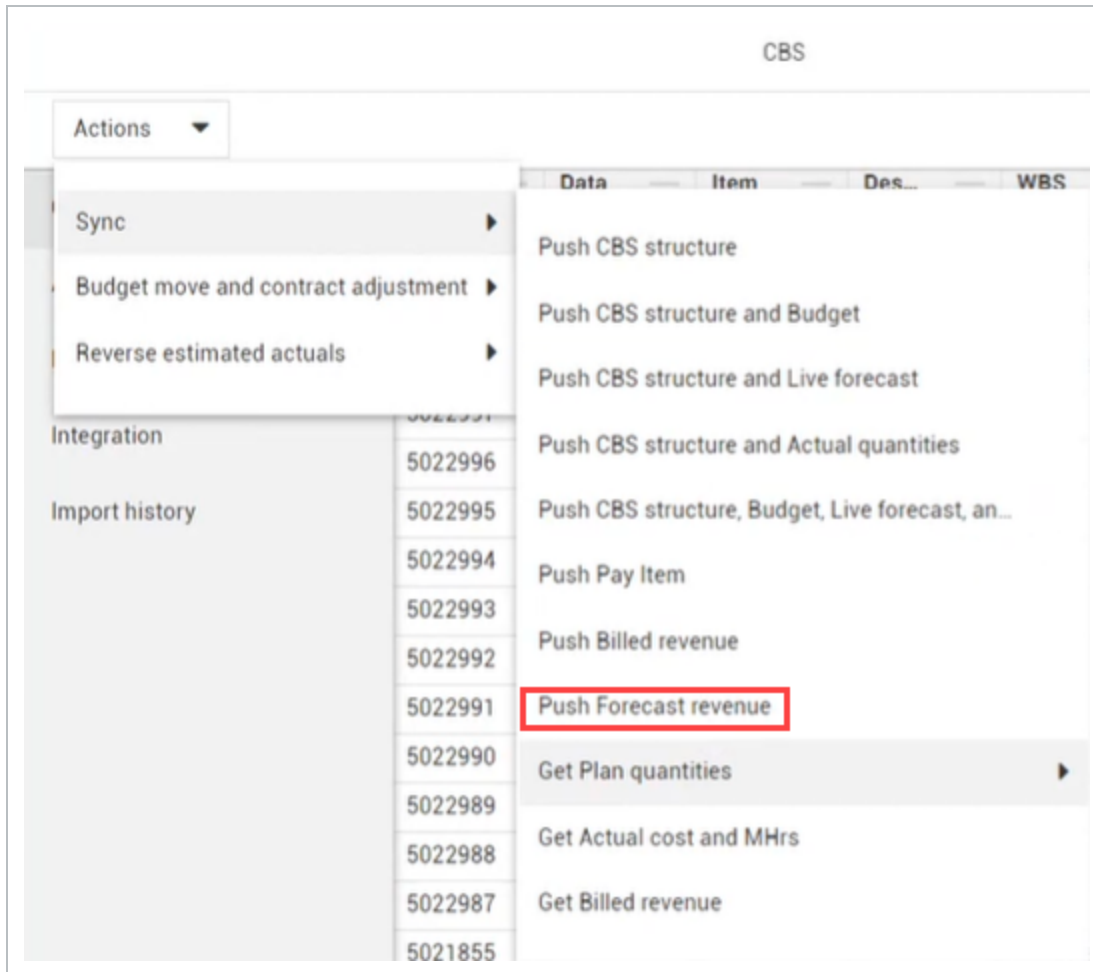 CBS
Actions
Data Item Des... WBS
Sync
Budget move and contract adjustment
Reverse estimated actuals
Integration
Import history
Push CBS structure
Push CBS structure and Budget
Push CBS structure and Live forecast
Push CBS structure and Actual quantities
Push CBS structure, Budget, Live forecast, an...
Push Pay Item
Push Billed revenue
Push Forecast revenue
Get Plan quantities
Get Actual cost and MHrs
Get Billed revenue
5022996
5022995
5022994
5022993
5022992
5022991
5022990
5022989
5022988
5022987
5021855